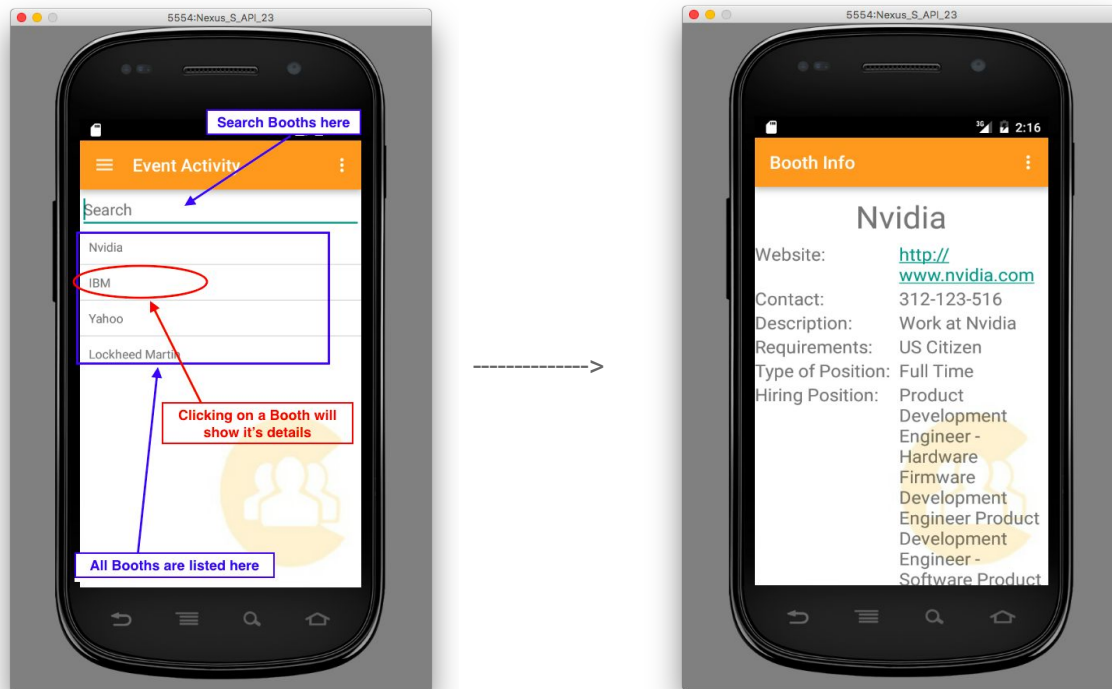 5554:Nexus_S_API_23
Search Booths here
Event Activity
Search
Nvidia
IBM
Yahoo
Lockheed Martin
Clicking on a Booth will
show it's details
All Booths are listed here
-------------->
5554:Nexus_S_API_23
3G 2:16
Booth Info
Nvidia
Website: http://
www.nvidia.com
Contact: 312-123-516
Description: Work at Nvidia
Requirements: US Citizen
Type of Position: Full Time
Hiring Position: Product
Development
Engineer -
Hardware
Firmware
Development
Engineer Product
Development
Engineer -
Software Product